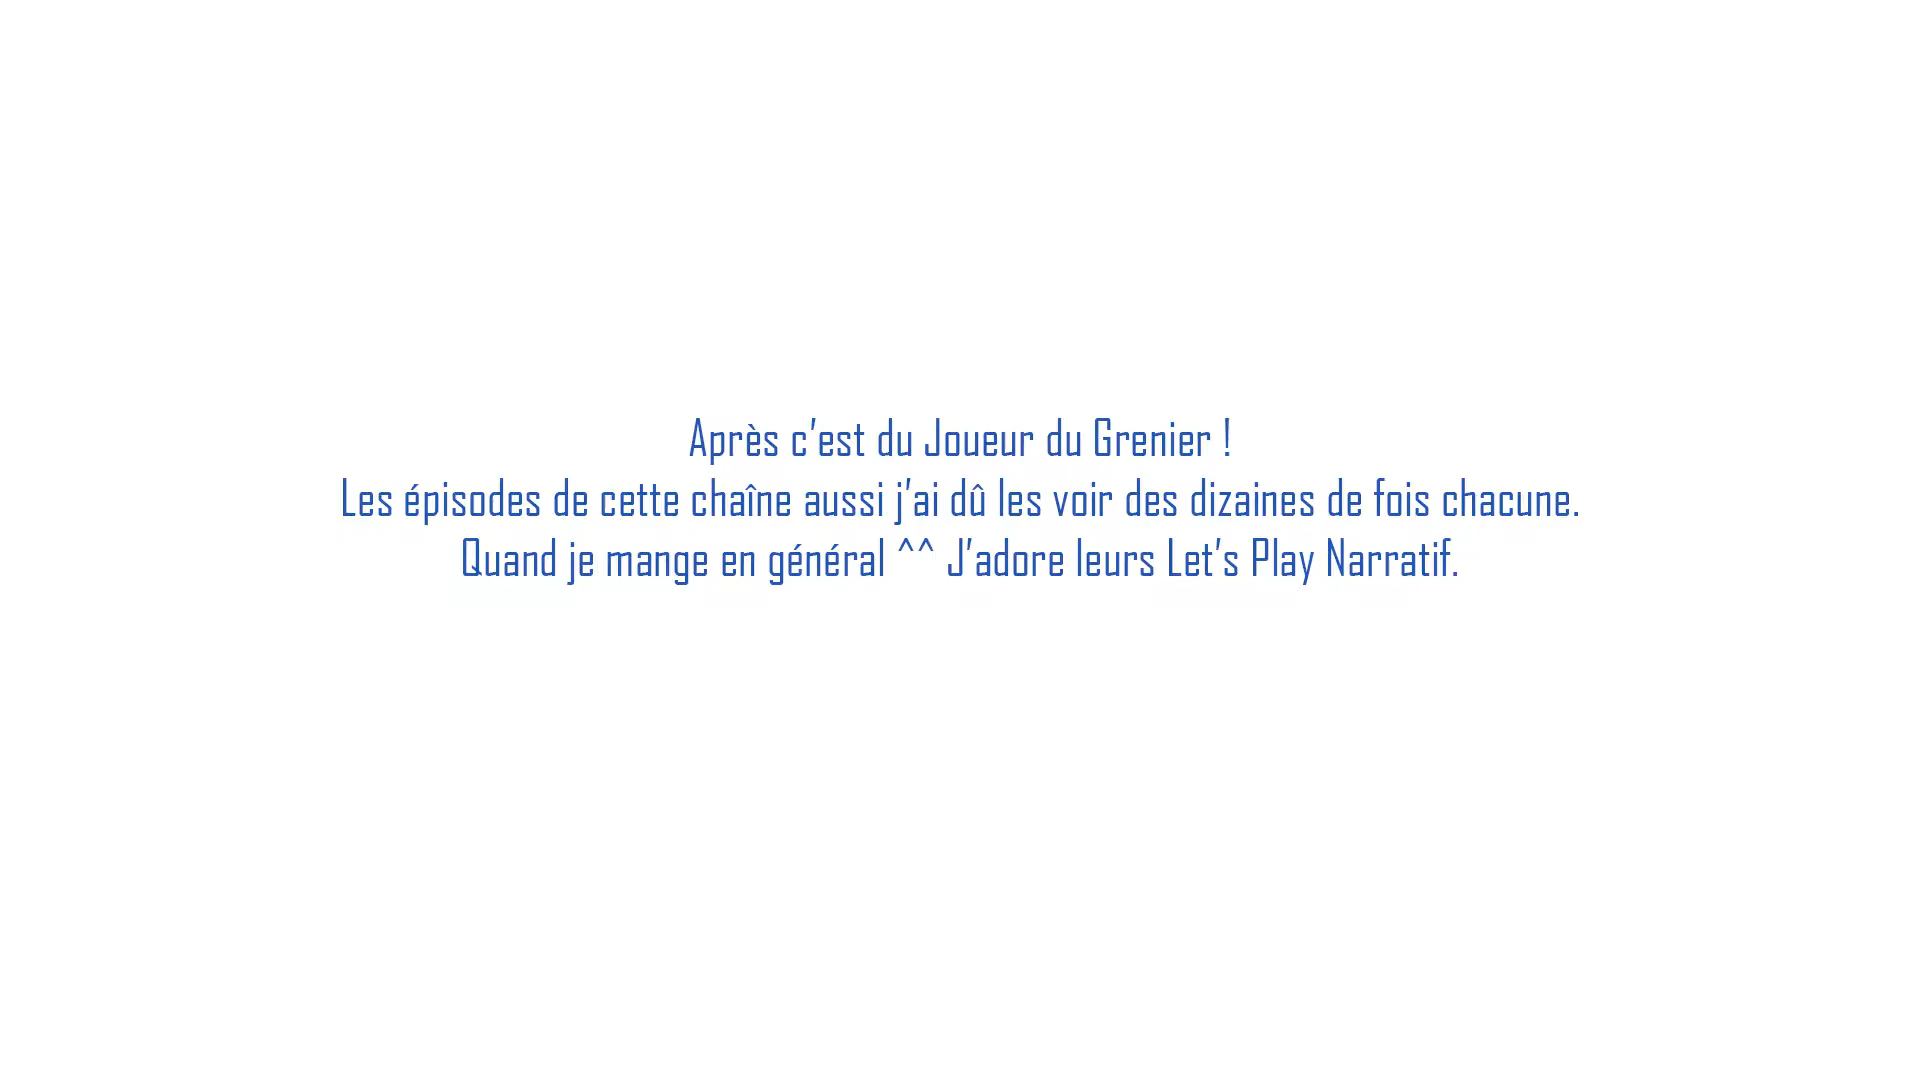 Après c’est du Joueur du Grenier !
Les épisodes de cette chaîne aussi j’ai dû les voir des dizaines de fois chacune.
Quand je mange en général ^^ J’adore leurs Let’s Play Narratif.